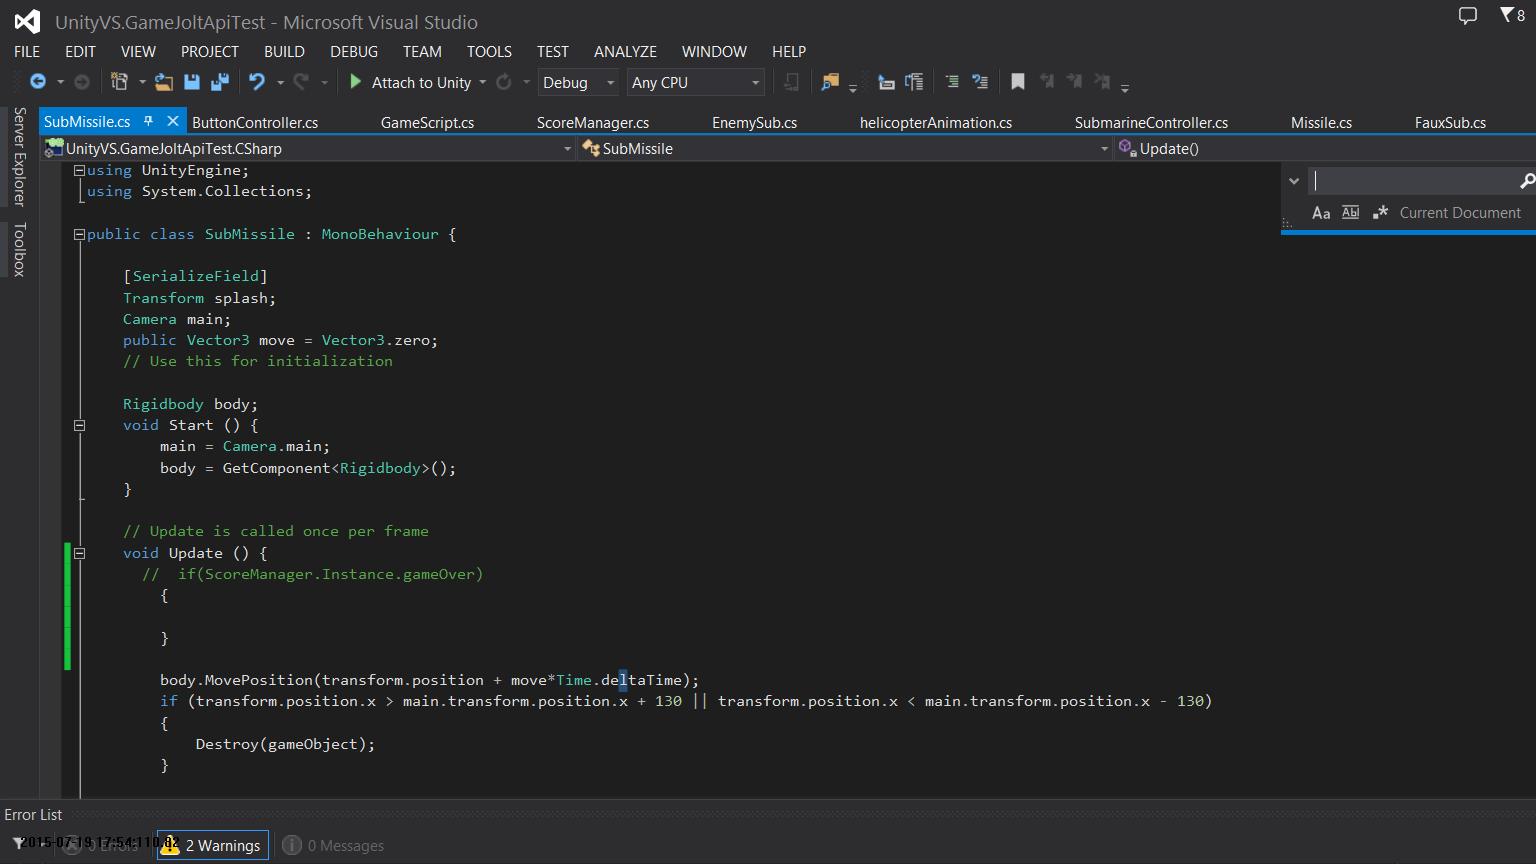 UnityVS.GameJoltApiTest - Microsoft Visual Studio
8
FILE EDIT VIEW PROJECT BUILD DEBUG TEAM TOOLS TEST ANALYZE WINDOW HELP
Attach to Unity Debug Any CPU
Server Explorer
Toolbox
SubMissile.cs ButtonController.cs GameScript.cs ScoreManager.cs EnemySub.cs helicopterAnimation.cs SubmarineController.cs Missile.cs FauxSub.cs
UnityVS.GameJoltApiTest.CSharp SubMissile Update()
Aa Abl .* Current Document
using UnityEngine;
using System.Collections;
public class SubMissile : MonoBehaviour {
[SerializeField]
Transform splash;
Camera main;
public Vector3 move = Vector3.zero;
// Use this for initialization
Rigidbody body;
void Start () {
main = Camera.main;
body = GetComponent<Rigidbody>();
}
// Update is called once per frame
void Update () {
// if(ScoreManager.Instance.gameOver)
{
}
body.MovePosition(transform.position + move*Time.deltaTime);
if (transform.position.x > main.transform.position.x + 130 || transform.position.x < main.transform.position.x - 130)
{
Destroy(gameObject);
}
Error List
0 Errors 2 Warnings 0 Messages